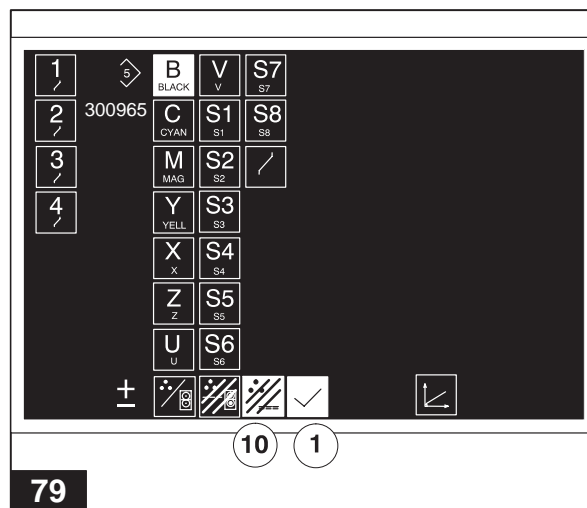 1 5 B V S7
BLACK V S7
2 300965 C S1 S8
CYAN S1 S8
3 M S2
MAG S2
4 Y S3
YELL S3
X S4
X S4
Z S5
Z S5
U S6
U S6
±
10 1
79